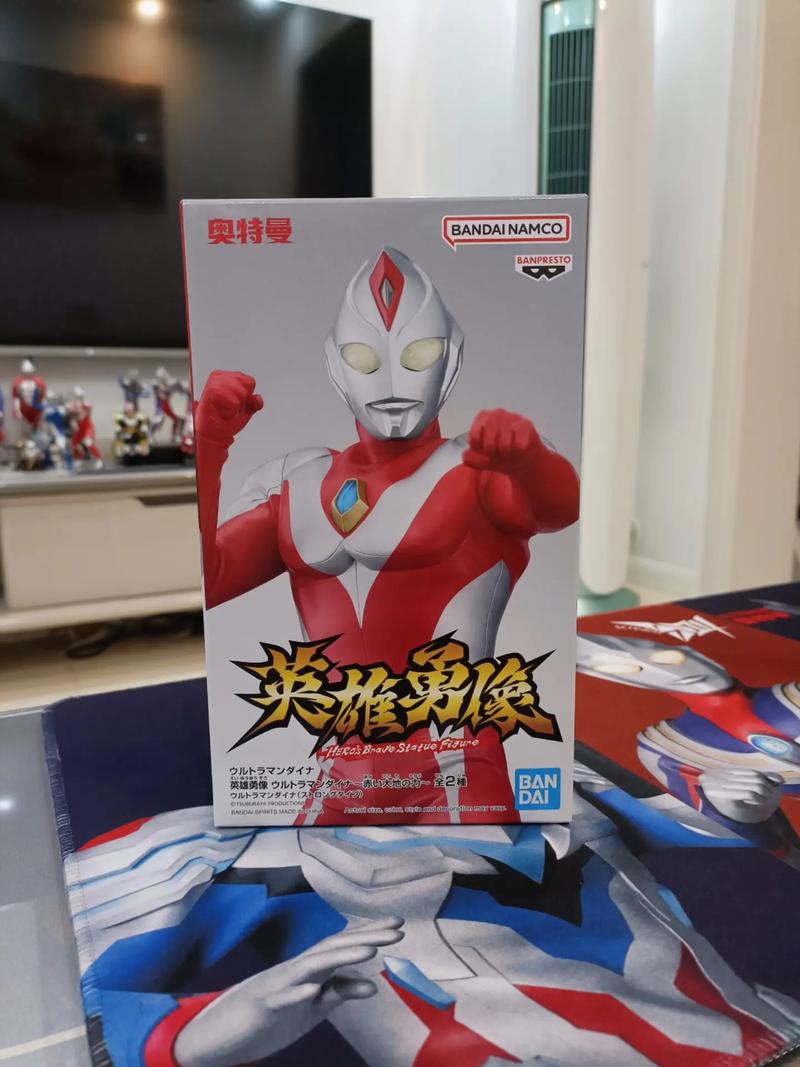 奥特曼
BANDAI NAMCO
BANPRESTO
英雄勇像
HERO's Brave Statue Figure
ウルトラマンダイナ
英雄勇像 ウルトラマンダイナ～赤い大地の力～ 全2種
ウルトラマンダイナ(ストロングタイプ)
©TSUBURAYA PRODUCTIONS
BANDAI SPIRITS MADE IN CHINA
Actual size, color, style and decoration may vary.
BAN
DAI